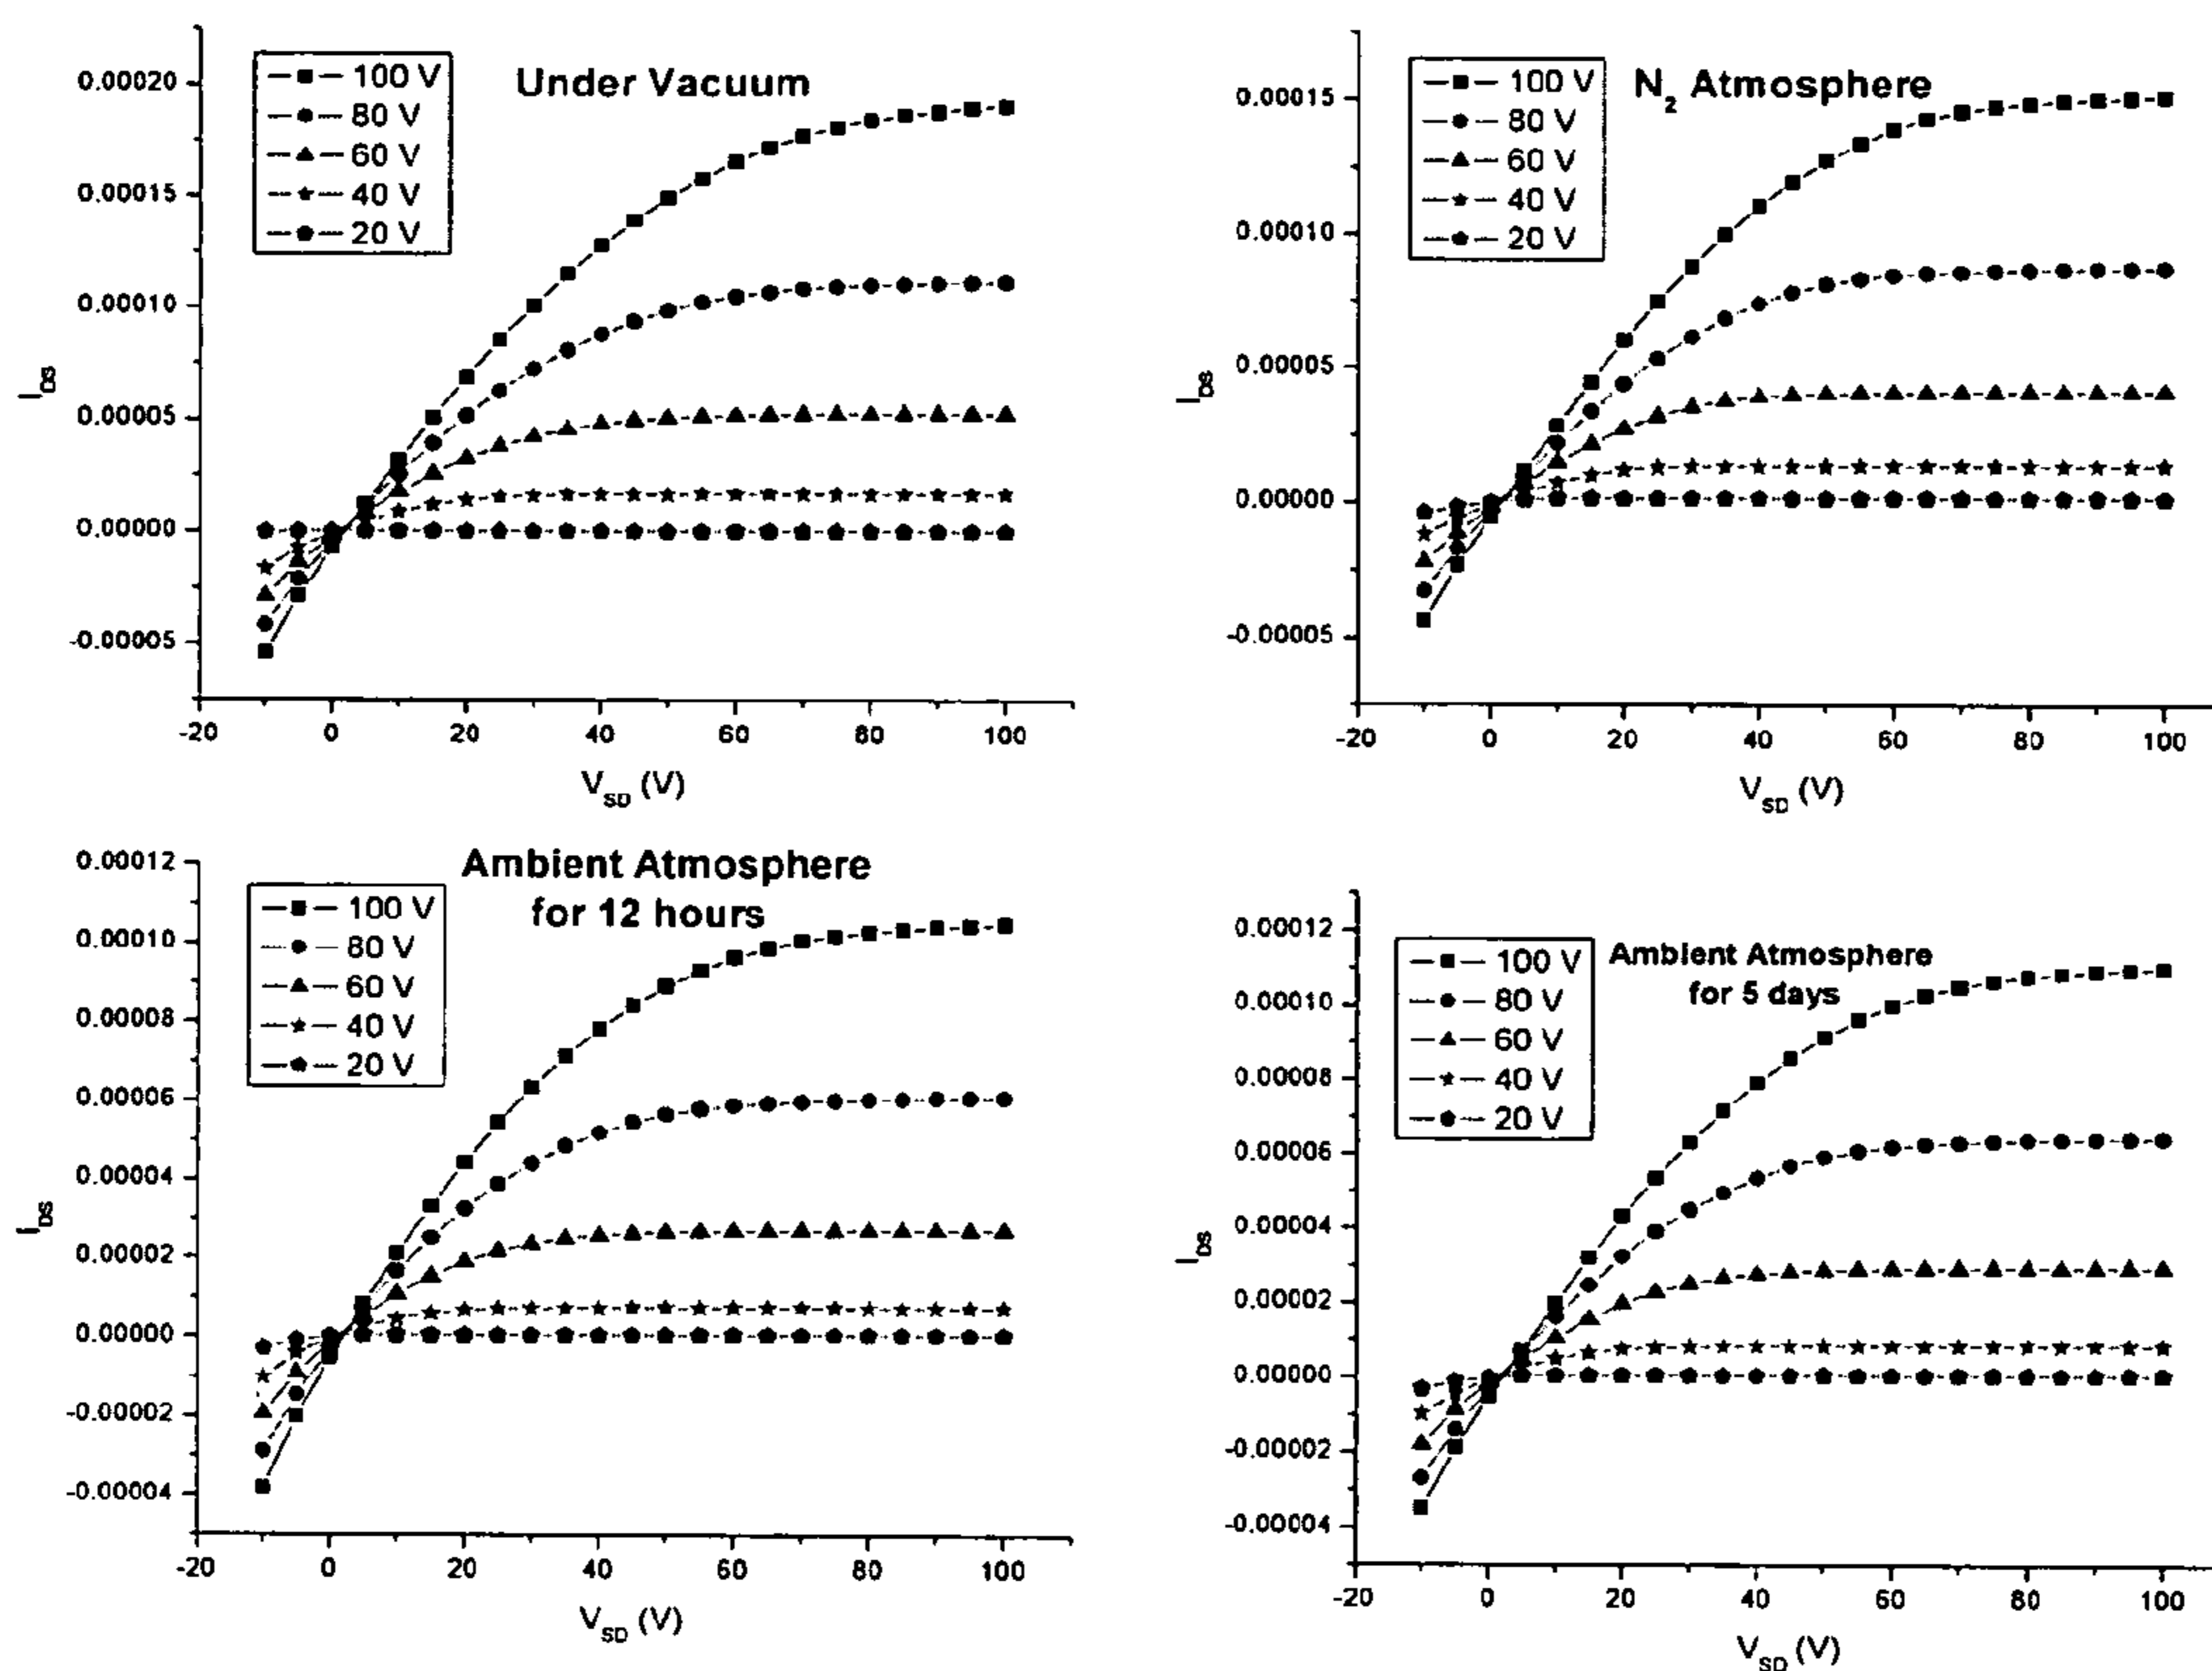 Under Vacuum
100 V
80 V
60 V
40 V
20 V
0.00020
0.00015
0.00010
0.00005
0.00000
-0.00005
I_DS
-20 0 20 40 60 80 100
V_SD (V)
N₂ Atmosphere
100 V
80 V
60 V
40 V
20 V
0.00015
0.00010
0.00005
0.00000
-0.00005
I_DS
-20 0 20 40 60 80 100
V_SD (V)
Ambient Atmosphere
for 12 hours
100 V
80 V
60 V
40 V
20 V
0.00012
0.00010
0.00008
0.00006
0.00004
0.00002
0.00000
-0.00002
-0.00004
I_DS
-20 0 20 40 60 80 100
V_SD (V)
Ambient Atmosphere
for 5 days
100 V
80 V
60 V
40 V
20 V
0.00012
0.00010
0.00008
0.00006
0.00004
0.00002
0.00000
-0.00002
-0.00004
I_DS
-20 0 20 40 60 80 100
V_SD (V)